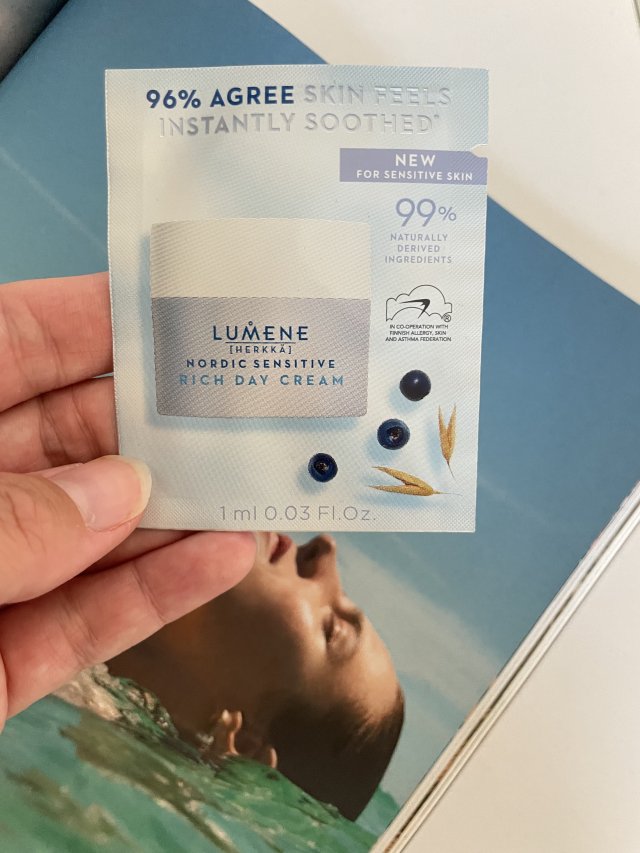 96% AGREE SKIN FEELS
INSTANTLY SOOTHED*
NEW
FOR SENSITIVE SKIN
99%
NATURALLY
DERIVED
INGREDIENTS
IN CO-OPERATION WITH
FINNISH ALLERGY, SKIN
AND ASTHMA FEDERATION
LUMENE
[HERKKÄ]
NORDIC SENSITIVE
RICH DAY CREAM
1 ml 0.03 Fl.Oz.